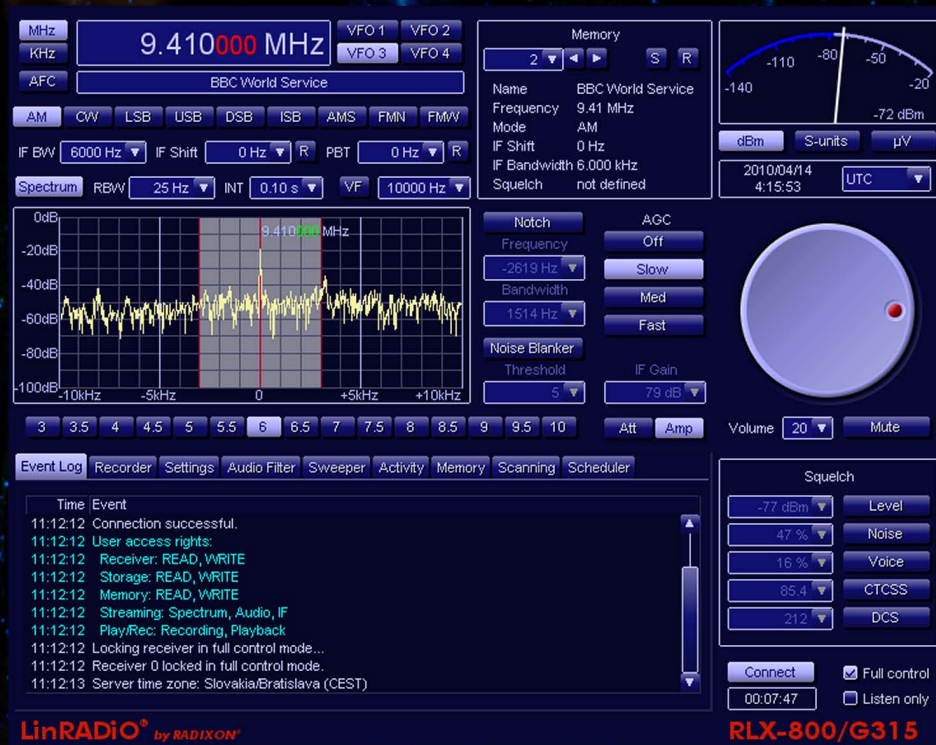 MHz
KHz
9.410000 MHz
VFO 1 VFO 2
VFO 3 VFO 4
AFC
BBC World Service
AM CW LSB USB DSB ISB AMS FMN FMW
IF BW 6000 Hz IF Shift 0 Hz R PBT 0 Hz R
Spectrum RBW 25 Hz INT 0.10 s VF 10000 Hz
Memory
2 S R
Name BBC World Service
Frequency 9.41 MHz
Mode AM
IF Shift 0 Hz
IF Bandwidth 6.000 kHz
Squelch not defined
-140 -110 -80 -50 -20
-72 dBm
dBm S-units µV
2010/04/14
4:15:53
UTC
0dB
-20dB
-40dB
-60dB
-80dB
-100dB
9.410000 MHz
-10kHz -5kHz 0 +5kHz +10kHz
Notch
Frequency
-2619 Hz
Bandwidth
1514 Hz
Noise Blanker
Threshold
5
AGC
Off
Slow
Med
Fast
IF Gain
79 dB
3 3.5 4 4.5 5 5.5 6 6.5 7 7.5 8 8.5 9 9.5 10
Att Amp
Volume 20 Mute
Event Log Recorder Settings Audio Filter Sweeper Activity Memory Scanning Scheduler
Time Event
11:12:12 Connection successful.
11:12:12 User access rights:
11:12:12 Receiver: READ, WRITE
11:12:12 Storage: READ, WRITE
11:12:12 Memory: READ, WRITE
11:12:12 Streaming: Spectrum, Audio, IF
11:12:12 Play/Rec: Recording, Playback
11:12:12 Locking receiver in full control mode...
11:12:12 Receiver 0 locked in full control mode.
11:12:13 Server time zone: Slovakia/Bratislava (CEST)
Squelch
-77 dBm Level
47 % Noise
16 % Voice
85.4 CTCSS
212 DCS
Connect Full control
00:07:47 Listen only
LinRADiO® by RADIXON®
RLX-800/G315